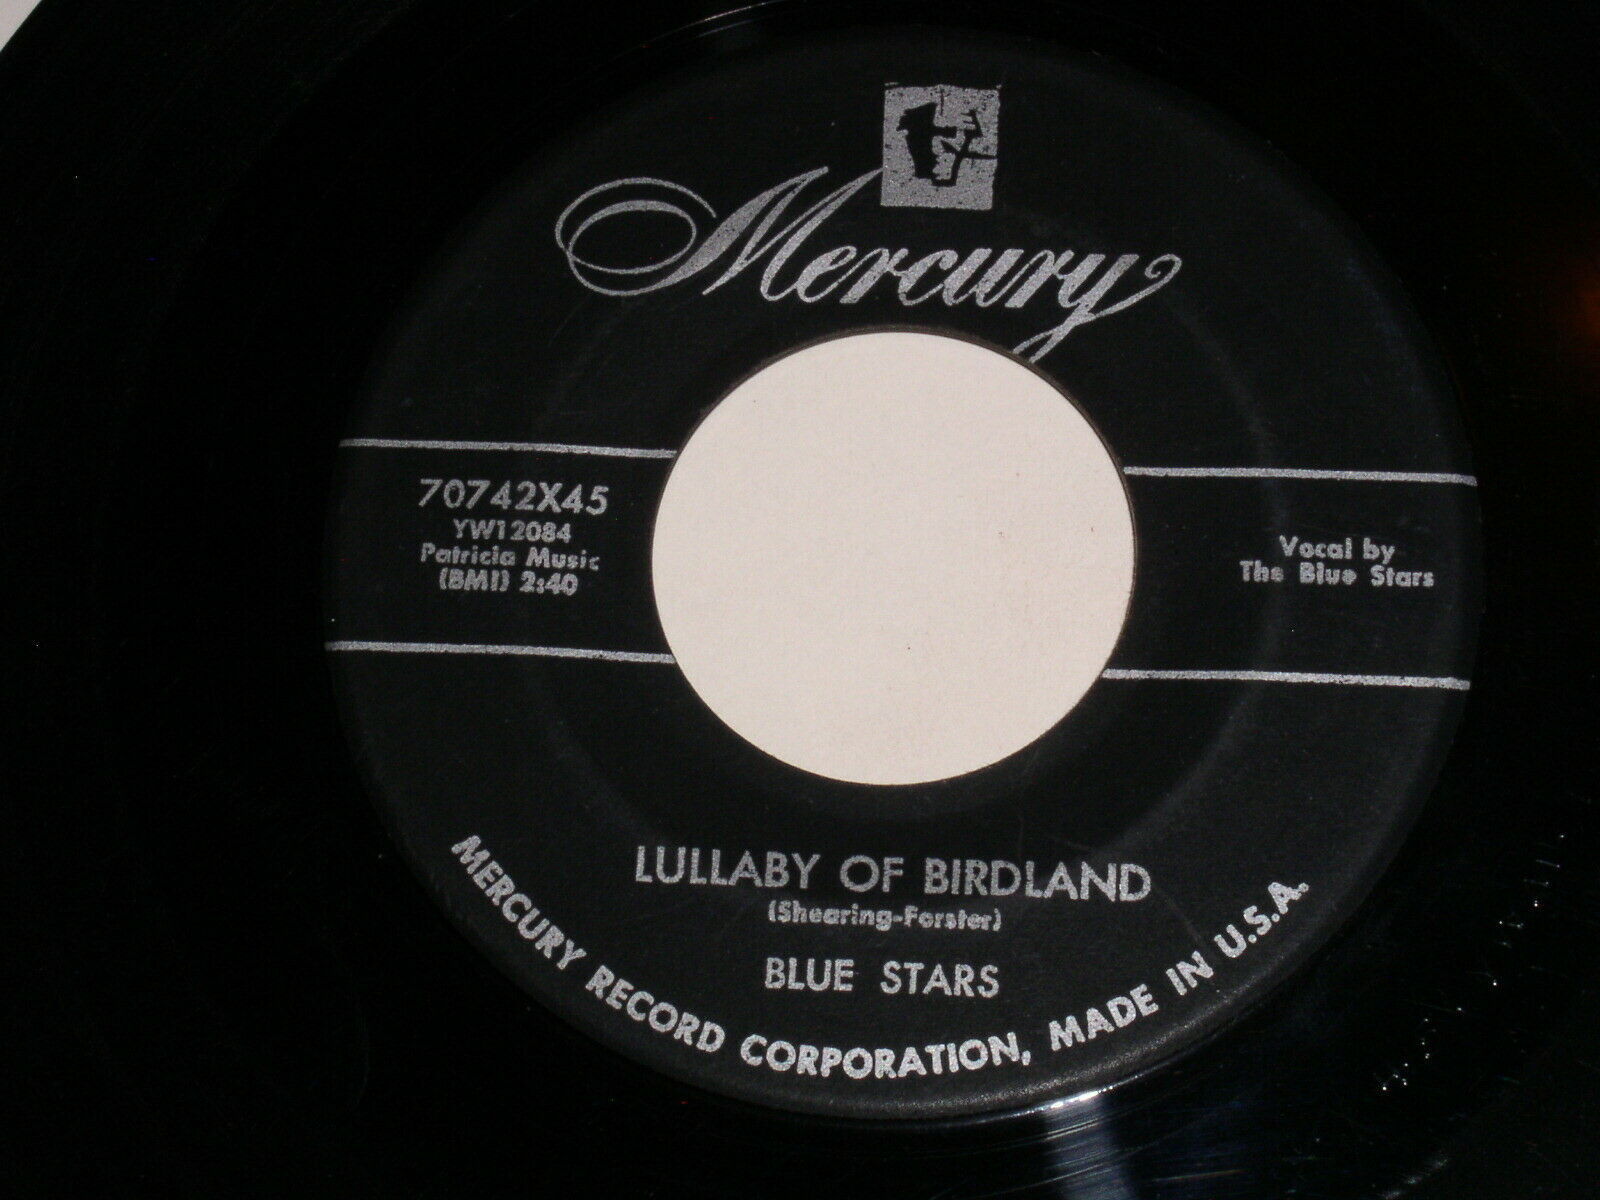 Mercury
70742X45
YW12084
Patricia Music
(BMI) 2:40
Vocal by
The Blue Stars
LULLABY OF BIRDLAND
(Shearing-Forster)
BLUE STARS
MERCURY RECORD CORPORATION, MADE IN U.S.A.